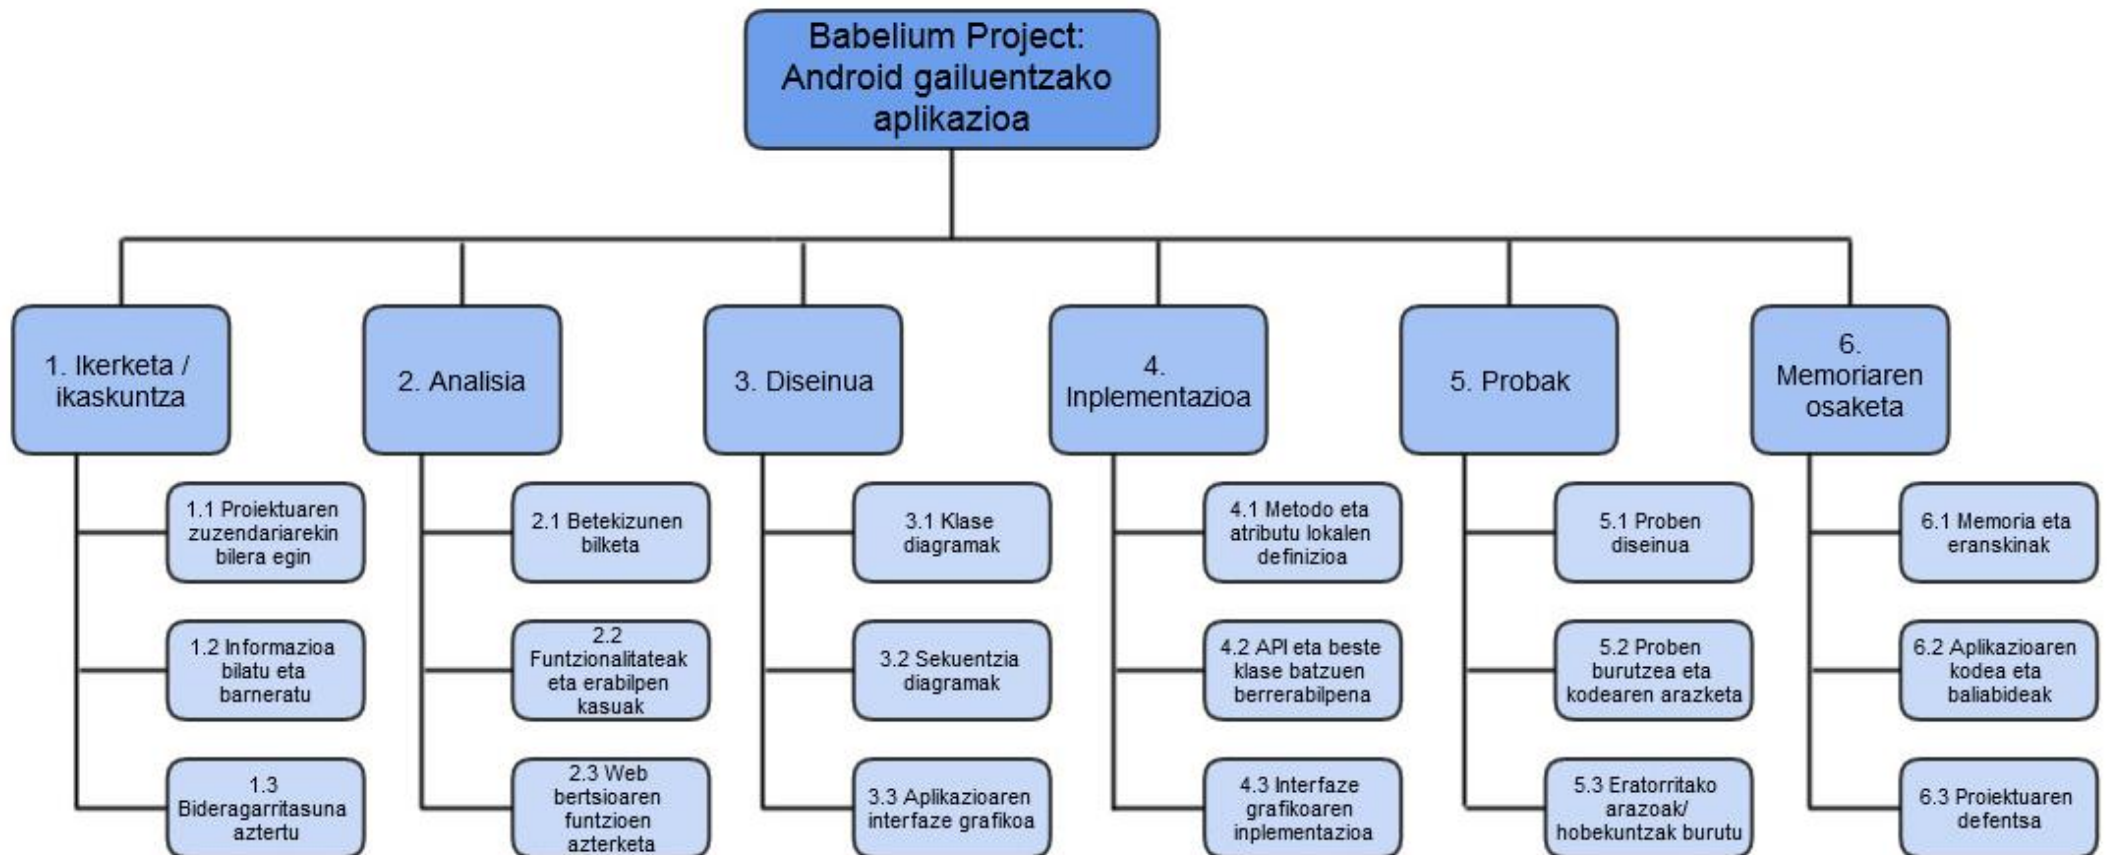 Babelium Project:
Android gailuentzako
aplikazioa
1. Ikerketa /
ikaskuntza
2. Analisia
3. Diseinua
4.
Inplementazioa
5. Probak
6.
Memoriaren
osaketa
1.1 Proiektuaren
zuzendariarekin
bilera egin
2.1 Betekizunen
bilketa
3.1 Klase
diagramak
4.1 Metodo eta
atributu lokalen
definizioa
5.1 Proben
diseinua
6.1 Memoria eta
eranskinak
1.2 Informazioa
bilatu eta
barneratu
2.2
Funtzionalitateak
eta erabilpen
kasuak
3.2 Sekuentzia
diagramak
4.2 API eta beste
klase batzuen
berrerabilpena
5.2 Proben
burutzea eta
kodearen arazketa
6.2 Aplikazioaren
kodea eta
baliabideak
1.3
Bideragarritasuna
aztertu
2.3 Web
bertsioaren
funtzioen
azterketa
3.3 Aplikazioaren
interfaze grafikoa
4.3 Interfaze
grafikoaren
inplementazioa
5.3 Eratorritako
arazoak/
hobekuntzak burutu
6.3 Proiektuaren
defentsa